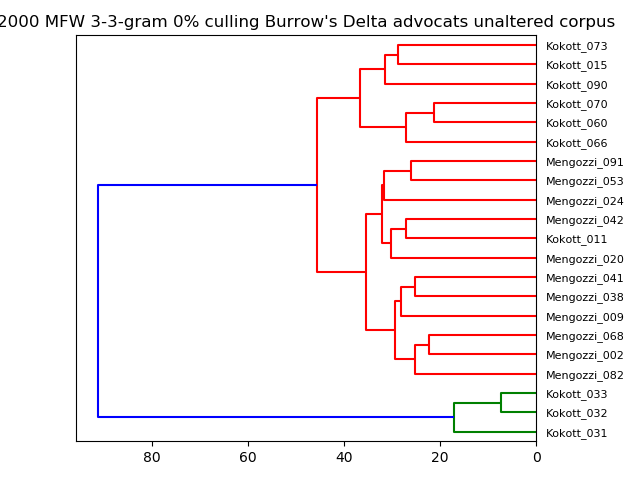 2000 MFW 3-3-gram 0% culling Burrow's Delta advocats unaltered corpus
Kokott_073
Kokott_015
Kokott_090
Kokott_070
Kokott_060
Kokott_066
Mengozzi_091
Mengozzi_053
Mengozzi_024
Mengozzi_042
Kokott_011
Mengozzi_020
Mengozzi_041
Mengozzi_038
Mengozzi_009
Mengozzi_068
Mengozzi_002
Mengozzi_082
Kokott_033
Kokott_032
Kokott_031
80 60 40 20 0